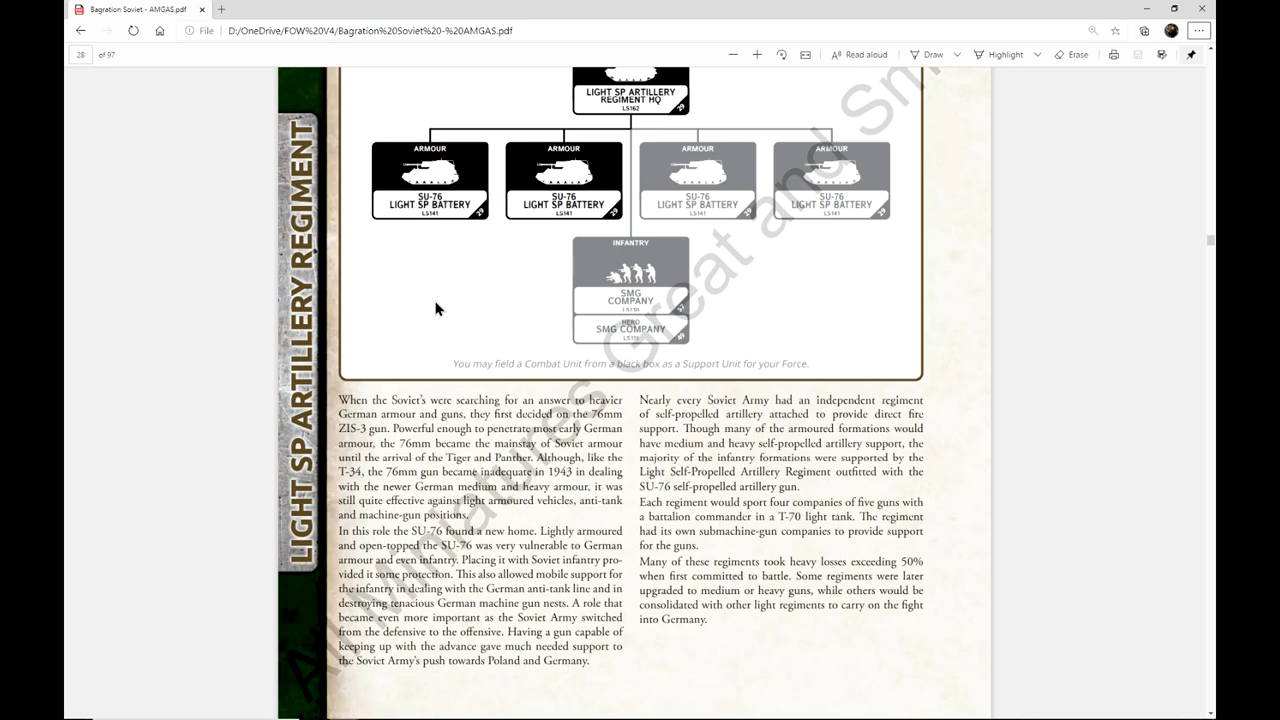 Bagration Soviet - AMGAS.pdf
File
D:/OneDrive/FOW%20V4/Bagration%20Soviet%20-%20AMGAS.pdf
28 of 97
Read aloud
Draw
Highlight
Erase
LIGHT SP ARTILLERY REGIMENT
LIGHT SP ARTILLERY
REGIMENT HQ
LS162
29
ARMOUR
SU-76
LIGHT SP BATTERY
LS141
29
ARMOUR
SU-76
LIGHT SP BATTERY
LS141
29
ARMOUR
SU-76
LIGHT SP BATTERY
LS141
29
ARMOUR
SU-76
LIGHT SP BATTERY
LS141
29
INFANTRY
SMG
COMPANY
HERO
SMG COMPANY
You may field a Combat Unit from a black box as a Support Unit for your Force.
When the Soviet's were searching for an answer to heavier
German armour and guns, they first decided on the 76mm
ZIS-3 gun. Powerful enough to penetrate most early German
armour, the 76mm became the mainstay of Soviet armour
until the arrival of the Tiger and Panther. Although, like the
T-34, the 76mm gun became inadequate in 1943 in dealing
with the newer German medium and heavy armour, it was
still quite effective against light armoured vehicles, anti-tank
and machine-gun positions.
In this role the SU-76 found a new home. Lightly armoured
and open-topped the SU-76 was very vulnerable to German
armour and even infantry. Placing it with Soviet infantry pro-
vided it some protection. This also allowed mobile support for
the infantry in dealing with the German anti-tank line and in
destroying tenacious German machine gun nests. A role that
became even more important as the Soviet Army switched
from the defensive to the offensive. Having a gun capable of
keeping up with the advance gave much needed support to
the Soviet Army's push towards Poland and Germany.
Nearly every Soviet Army had an independent regiment
of self-propelled artillery attached to provide direct fire
support. Though many of the armoured formations would
have medium and heavy self-propelled artillery support, the
majority of the infantry formations were supported by the
Light Self-Propelled Artillery Regiment outfitted with the
SU-76 self-propelled artillery gun.
Each regiment would sport four companies of five guns with
a battalion commander in a T-70 light tank. The regiment
had its own submachine-gun companies to provide support
for the guns.
Many of these regiments took heavy losses exceeding 50%
when first committed to battle. Some regiments were later
upgraded to medium or heavy guns, while others would be
consolidated with other light regiments to carry on the fight
into Germany.
All Miniatures Great and Sm